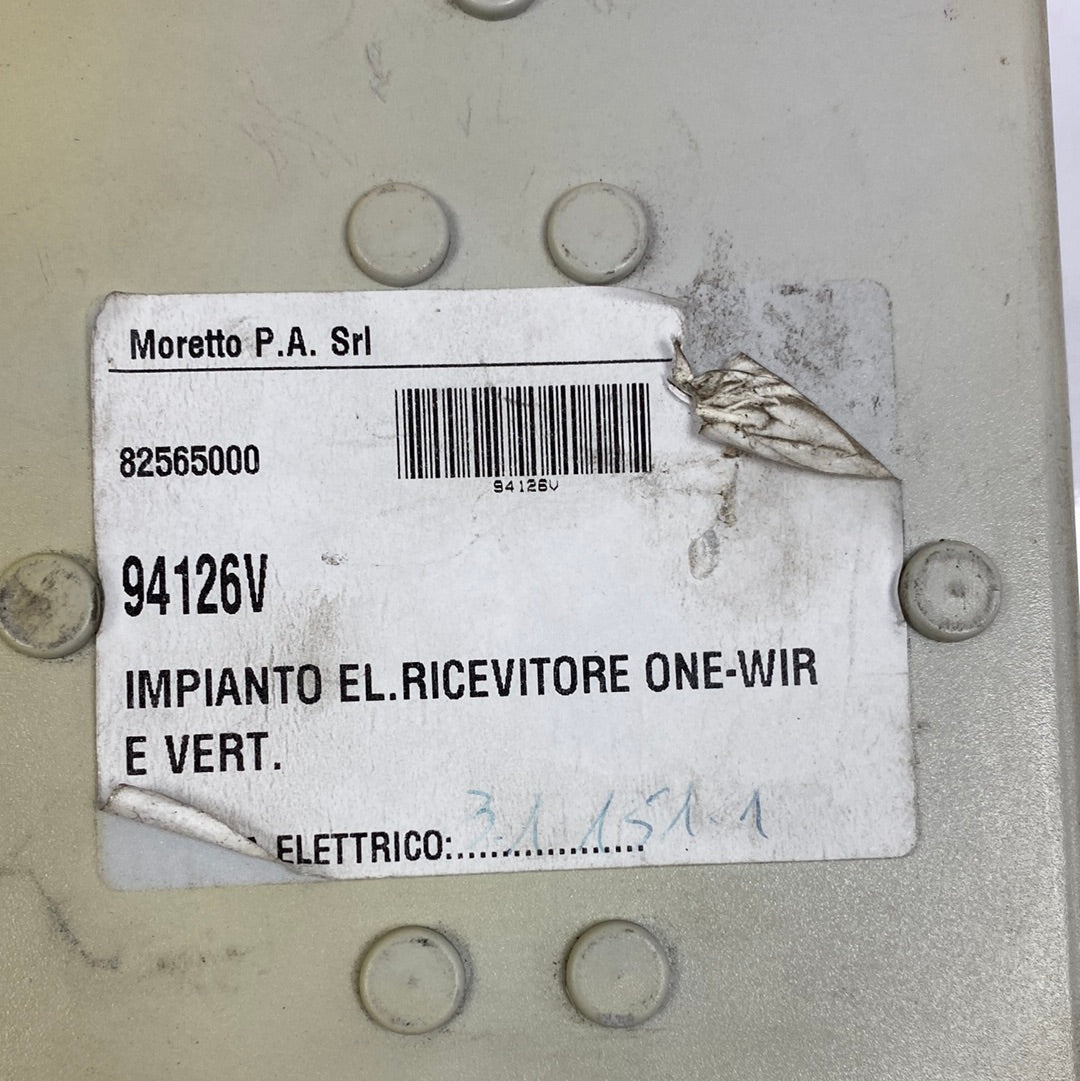 Moretto P.A. Srl
82565000
94126V
94126V
IMPIANTO EL.RICEVITORE ONE-WIR
E VERT.
ELETTRICO:.................